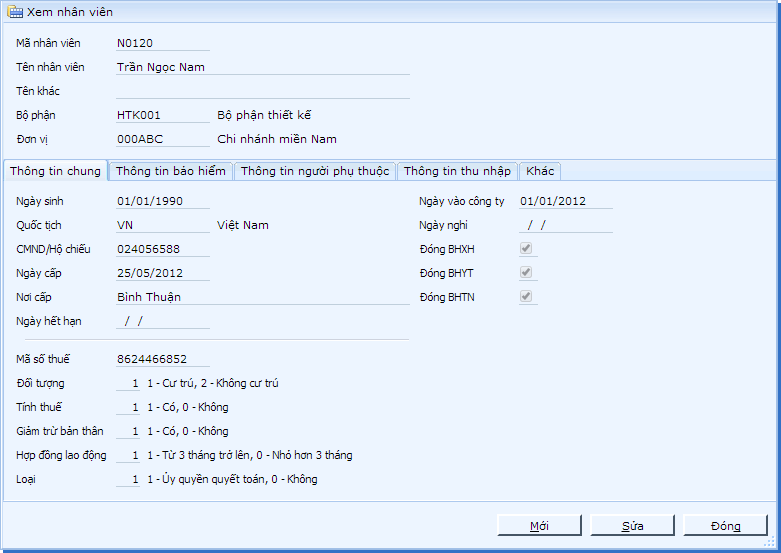 Xem nhân viên
Mã nhân viên N0120
Tên nhân viên Trần Ngọc Nam
Tên khác
Bộ phận HTK001 Bộ phận thiết kế
Đơn vị 000ABC Chi nhánh miền Nam
Thông tin chung Thông tin bảo hiểm Thông tin người phụ thuộc Thông tin thu nhập Khác
Ngày sinh 01/01/1990 Ngày vào công ty 01/01/2012
Quốc tịch VN Việt Nam Ngày nghỉ / /
CMND/Hộ chiếu 024056588 Đóng BHXH
Ngày cấp 25/05/2012 Đóng BHYT
Nơi cấp Bình Thuận Đóng BHTN
Ngày hết hạn / /
Mã số thuế 8624466852
Đối tượng 1 1 - Cư trú, 2 - Không cư trú
Tính thuế 1 1 - Có, 0 - Không
Giảm trừ bản thân 1 1 - Có, 0 - Không
Hợp đồng lao động 1 1 - Từ 3 tháng trở lên, 0 - Nhỏ hơn 3 tháng
Loại 1 1 - Ủy quyền quyết toán, 0 - Không
Mới Sửa Đóng